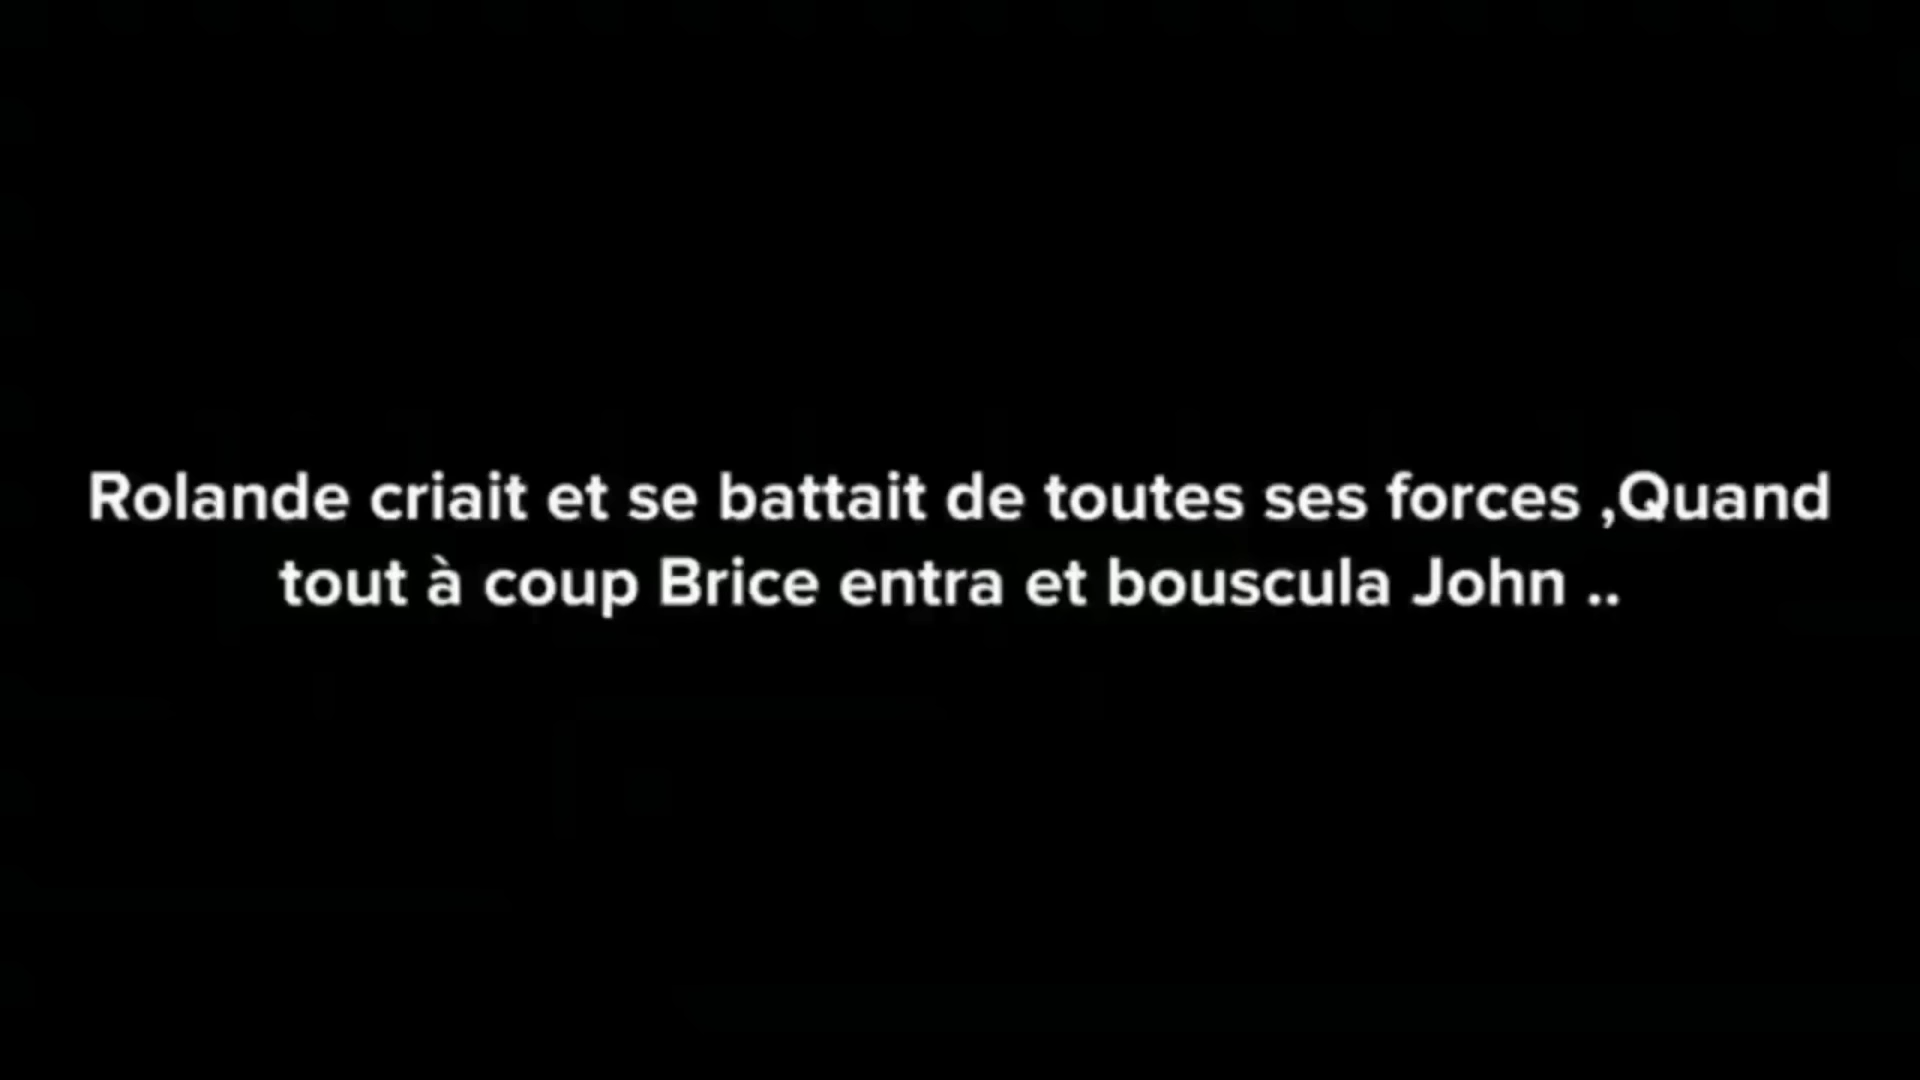 Rolande criait et se battait de toutes ses forces ,Quand
tout à coup Brice entra et bouscula John ..